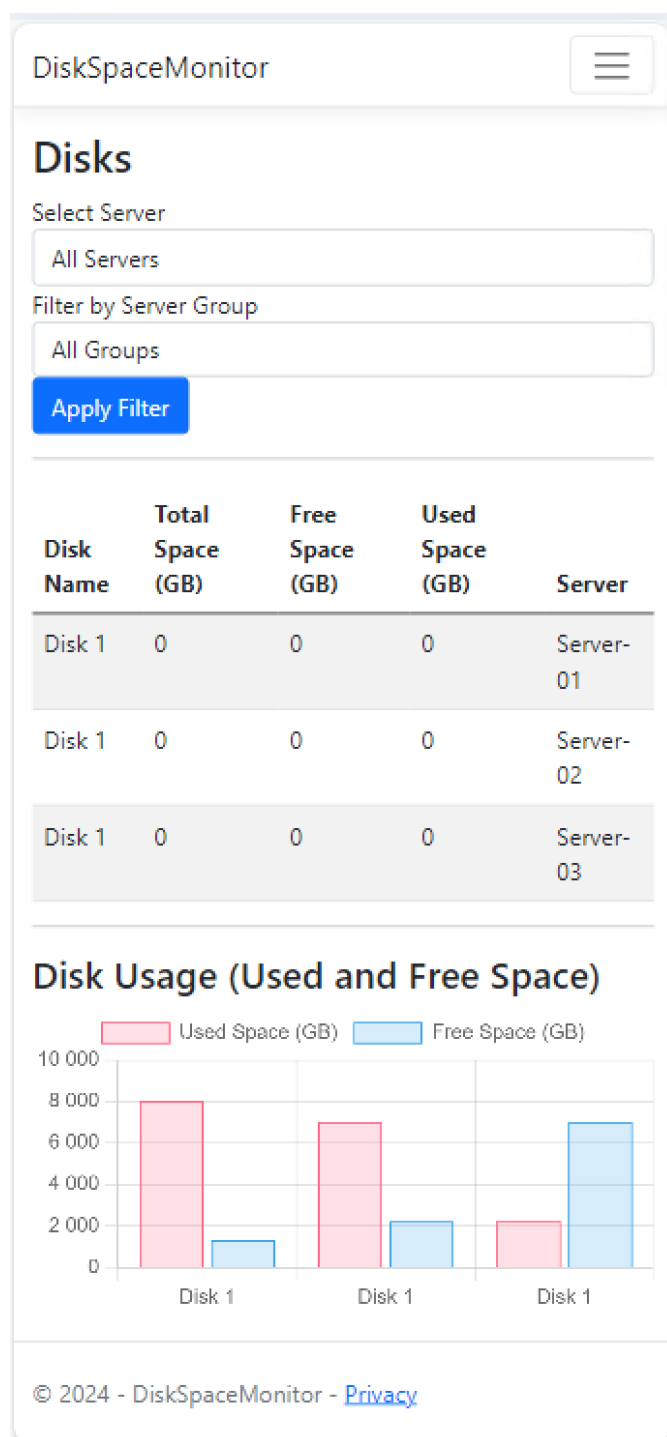 DiskSpaceMonitor
Disks
Select Server
All Servers
Filter by Server Group
All Groups
Apply Filter
Disk Name Total Space (GB) Free Space (GB) Used Space (GB) Server
Disk 1 0 0 0 Server-01
Disk 1 0 0 0 Server-02
Disk 1 0 0 0 Server-03
Disk Usage (Used and Free Space)
Used Space (GB) Free Space (GB)
10 000
8 000
6 000
4 000
2 000
0
Disk 1 Disk 1 Disk 1
© 2024 - DiskSpaceMonitor - Privacy